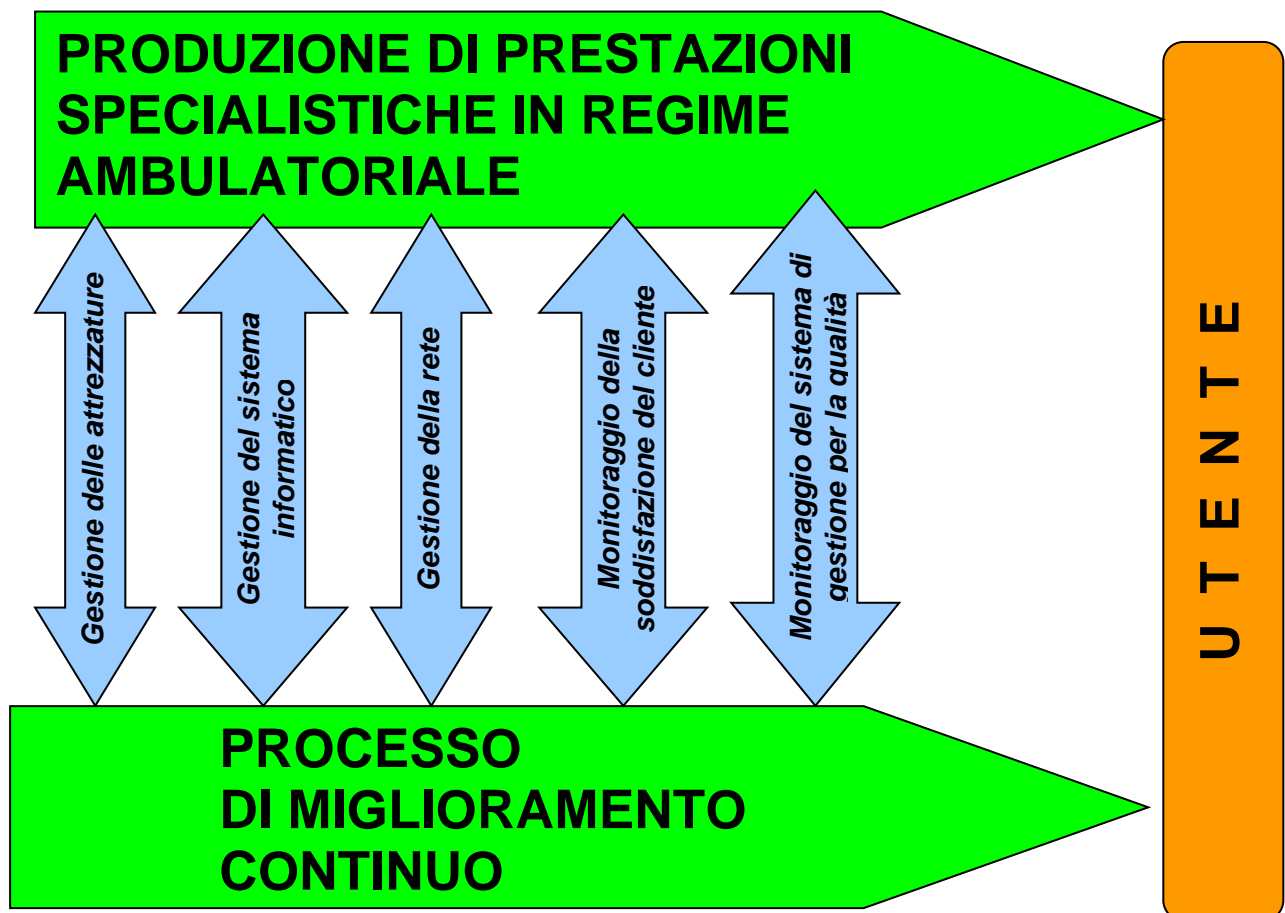 PRODUZIONE DI PRESTAZIONI
SPECIALISTICHE IN REGIME
AMBULATORIALE
Gestione delle attrezzature
Gestione del sistema
informatico
Gestione della rete
Monitoraggio della
soddisfazione del cliente
Monitoraggio del sistema di
gestione per la qualità
UTENTE
PROCESSO
DI MIGLIORAMENTO
CONTINUO